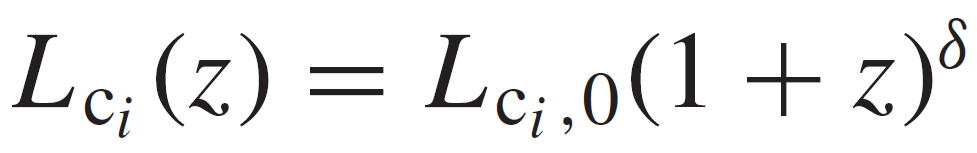 L_{c_i}(z) = L_{c_i,0}(1 + z)^δ